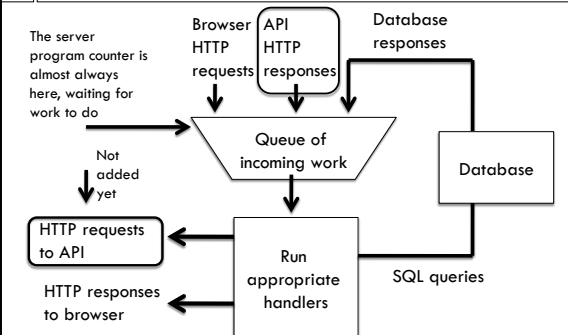 The server
program counter is
almost always
here, waiting for
work to do
Browser
HTTP
requests
API
HTTP
responses
Database
responses
Queue of
incoming work
Database
Not
added
yet
HTTP requests
to API
Run
appropriate
handlers
SQL queries
HTTP responses
to browser